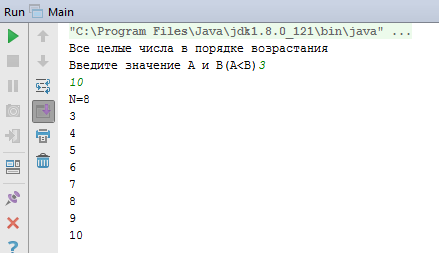 Run Main
"C:\Program Files\Java\jdk1.8.0_121\bin\java" ...
Все целые числа в порядке возрастания
Введите значение A и B(A<B)3
10
N=8
3
4
5
6
7
8
9
10